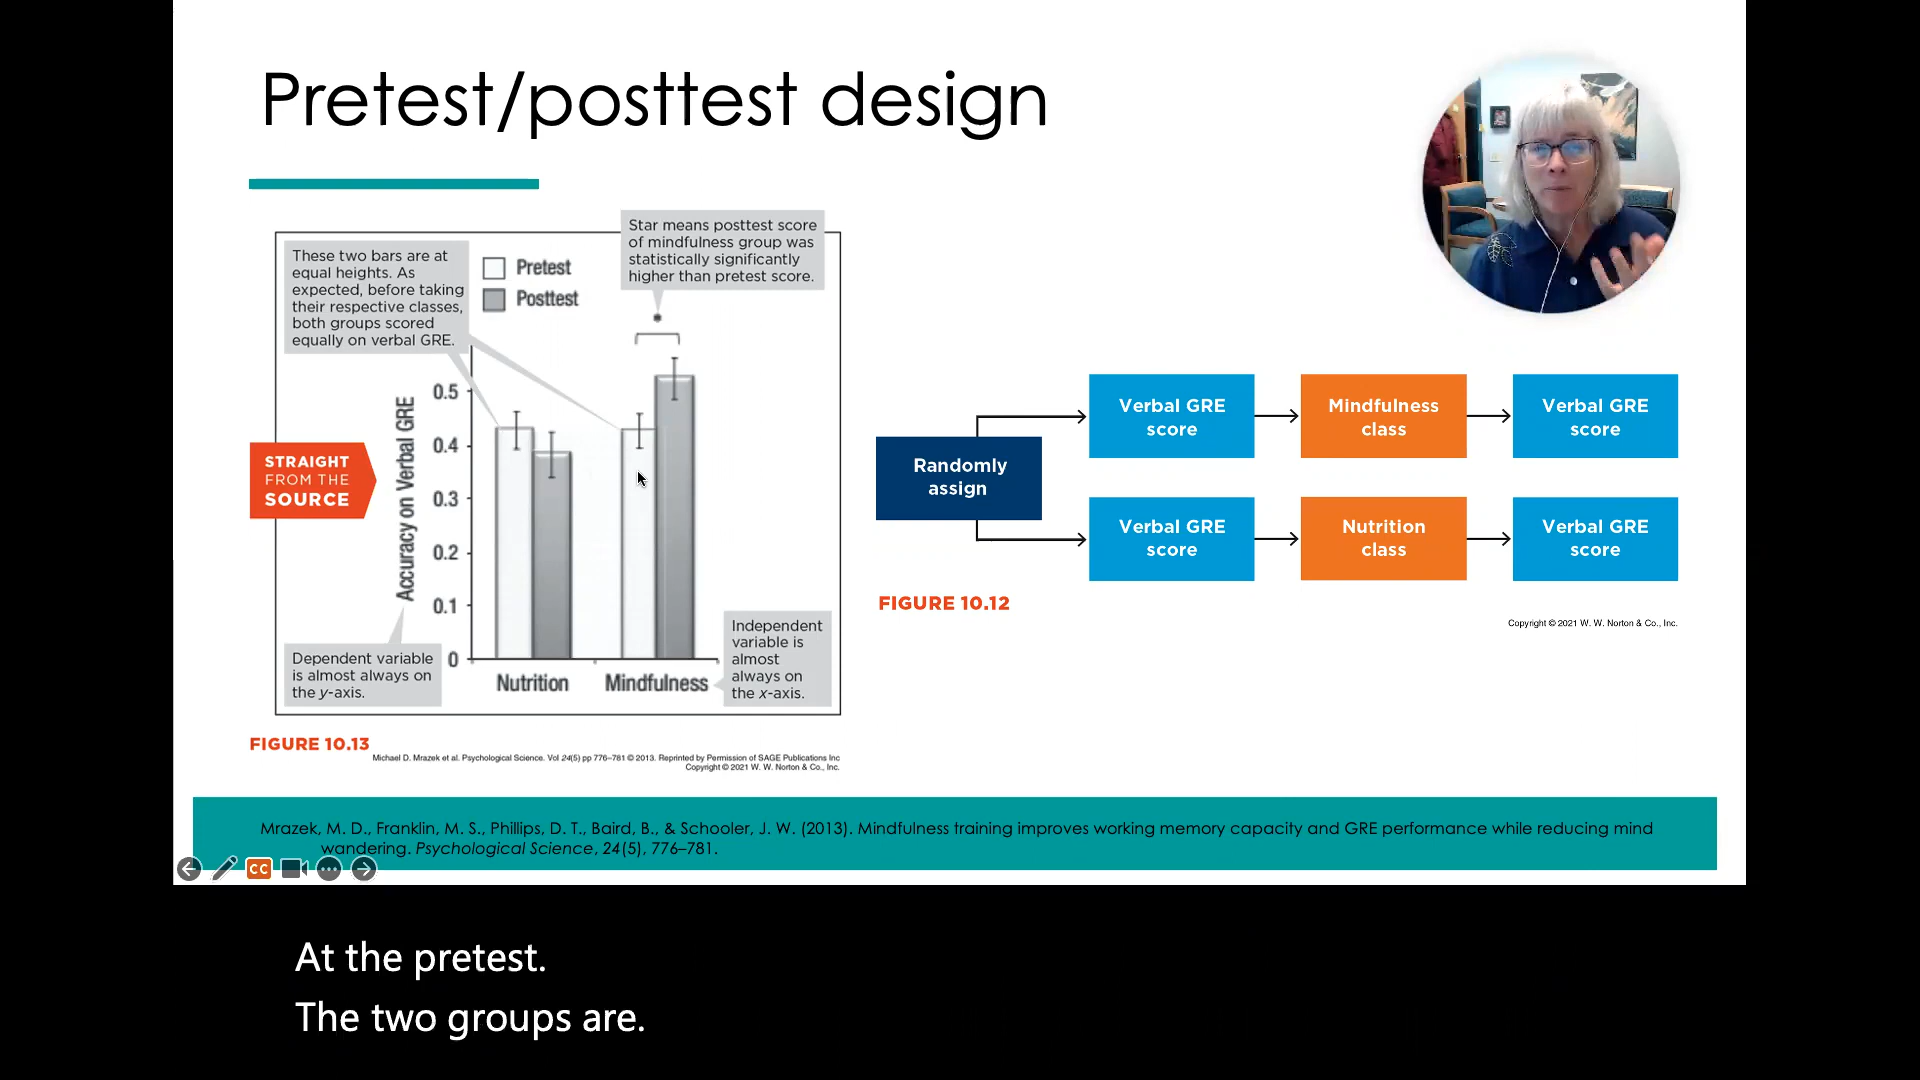 Pretest/posttest design
These two bars are at
equal heights. As
expected, before taking
their respective classes,
both groups scored
equally on verbal GRE.
Pretest
Posttest
Star means posttest score
of mindfulness group was
statistically significantly
higher than pretest score.
*
STRAIGHT
FROM THE
SOURCE
Accuracy on Verbal GRE
0.5
0.4
0.3
0.2
0.1
0
Nutrition
Mindfulness
Dependent variable
is almost always on
the y-axis.
Independent
variable is
almost
always on
the x-axis.
FIGURE 10.13
Michael D. Mrazek et al. Psychological Science. Vol 24(5) pp 776–781 © 2013. Reprinted by Permission of SAGE Publications Inc
Copyright © 2021 W. W. Norton & Co., Inc.
Randomly
assign
Verbal GRE
score
Mindfulness
class
Verbal GRE
score
Verbal GRE
score
Nutrition
class
Verbal GRE
score
FIGURE 10.12
Copyright © 2021 W. W. Norton & Co., Inc.
Mrazek, M. D., Franklin, M. S., Phillips, D. T., Baird, B., & Schooler, J. W. (2013). Mindfulness training improves working memory capacity and GRE performance while reducing mind
wandering. Psychological Science, 24(5), 776–781.
CC
At the pretest.
The two groups are.